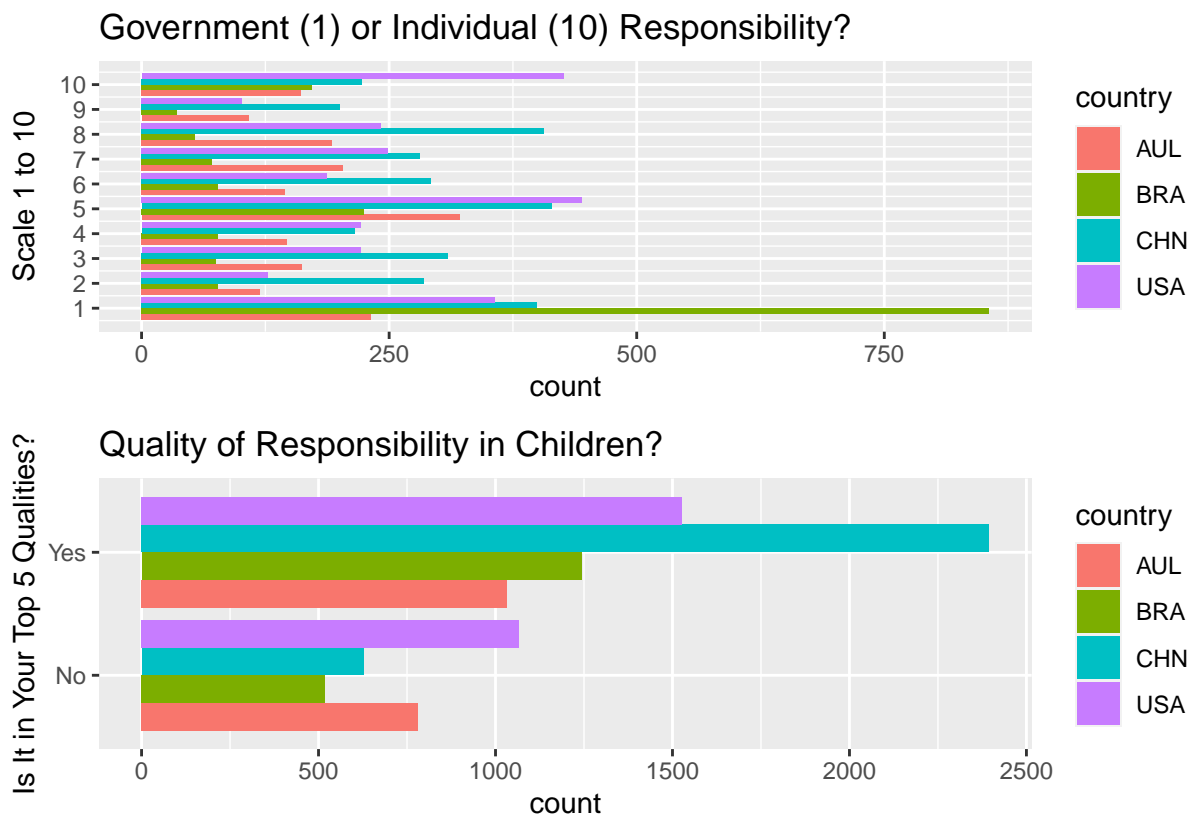 Government (1) or Individual (10) Responsibility?
Scale 1 to 10
10
9
8
7
6
5
4
3
2
1
0 250 500 750
count
country
AUL
BRA
CHN
USA
Quality of Responsibility in Children?
Is It in Your Top 5 Qualities?
Yes
No
0 500 1000 1500 2000 2500
count
country
AUL
BRA
CHN
USA